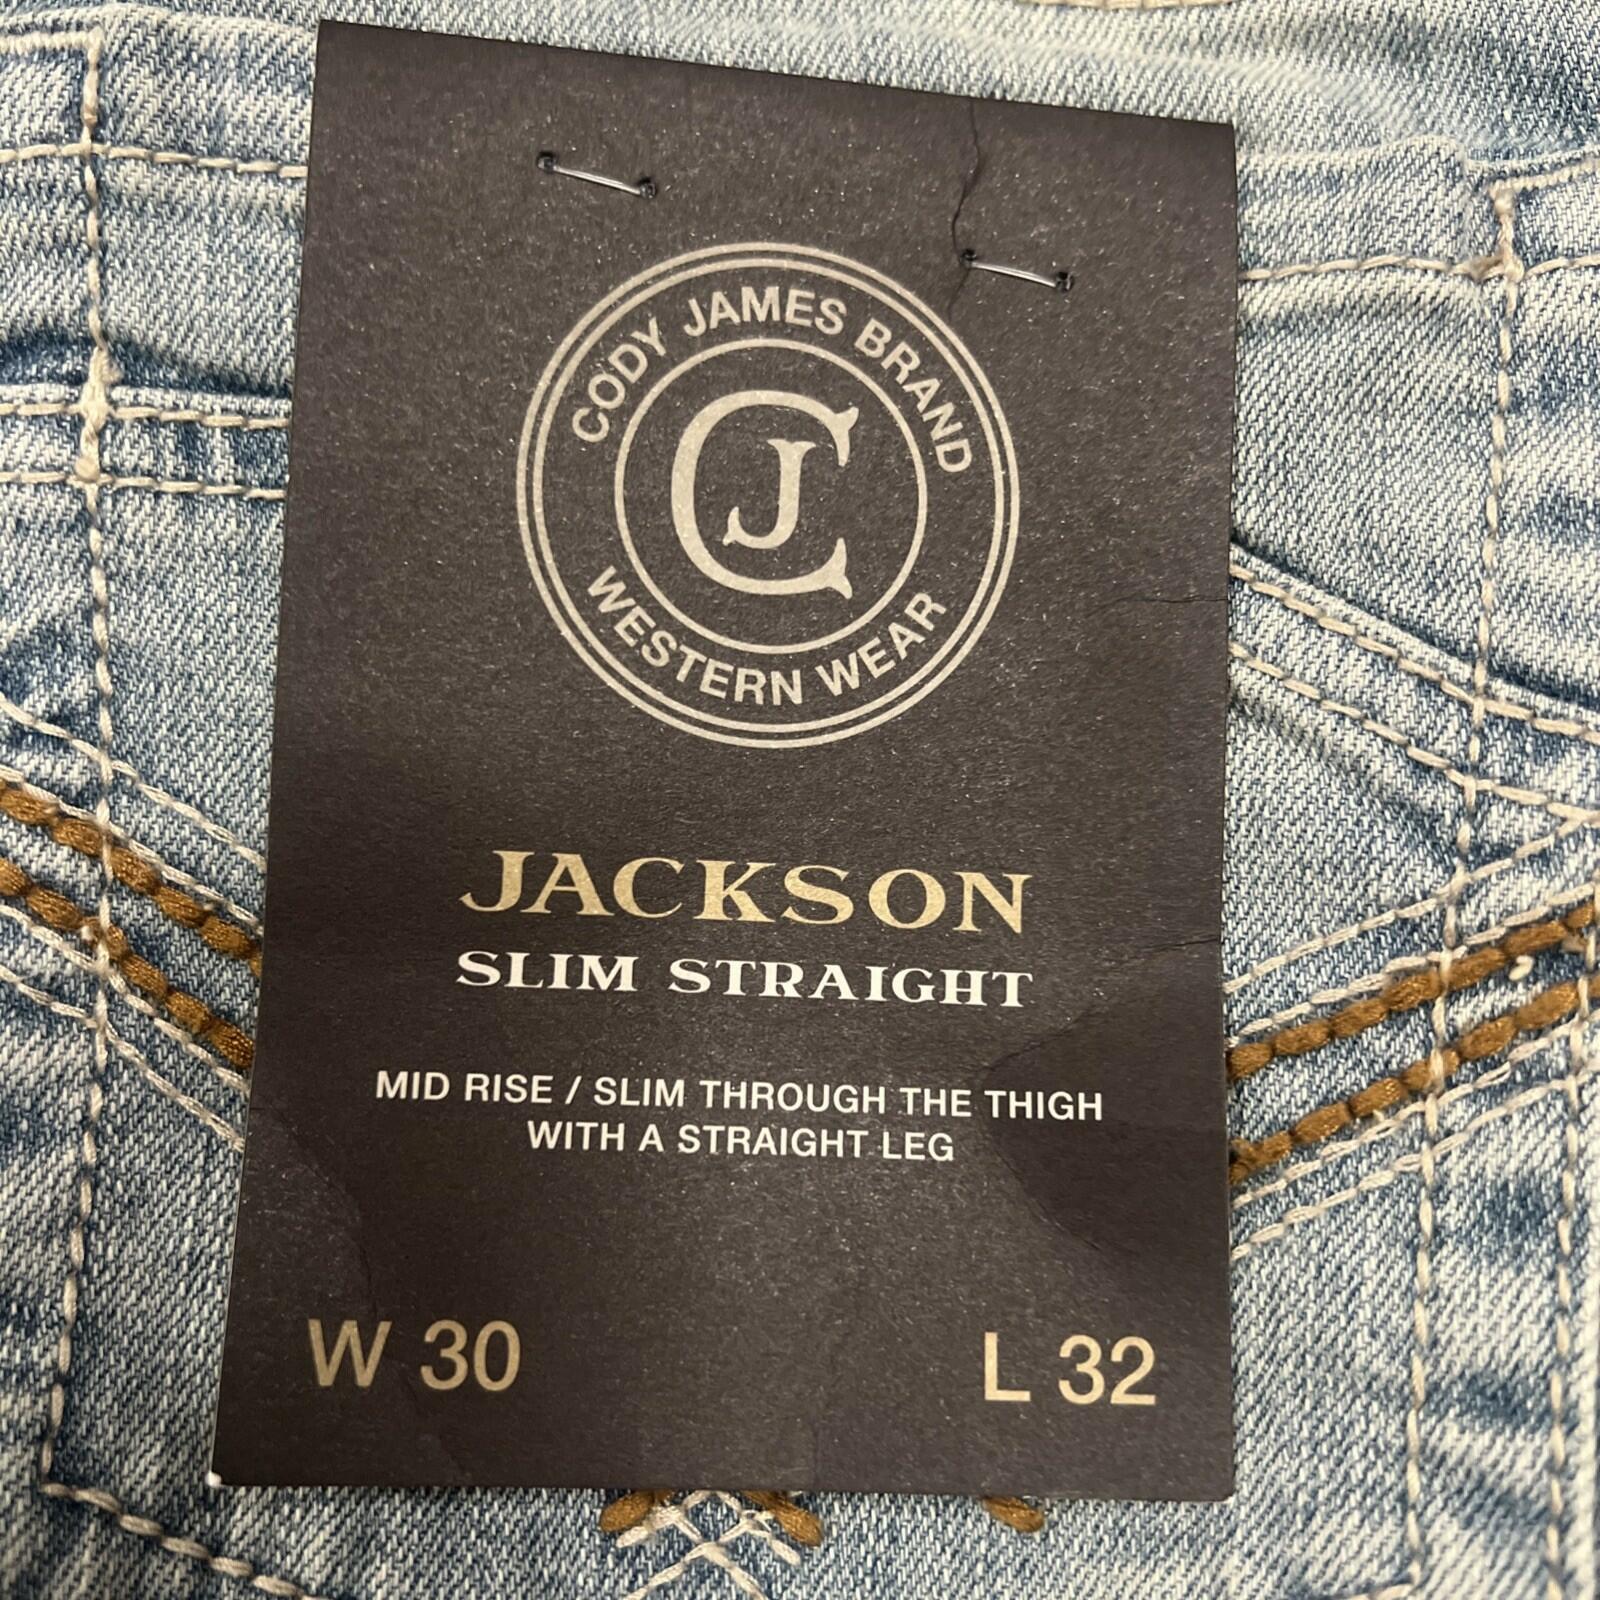 CODY JAMES BRAND
CJ
WESTERN WEAR
JACKSON
SLIM STRAIGHT
MID RISE / SLIM THROUGH THE THIGH
WITH A STRAIGHT LEG
W 30 L 32